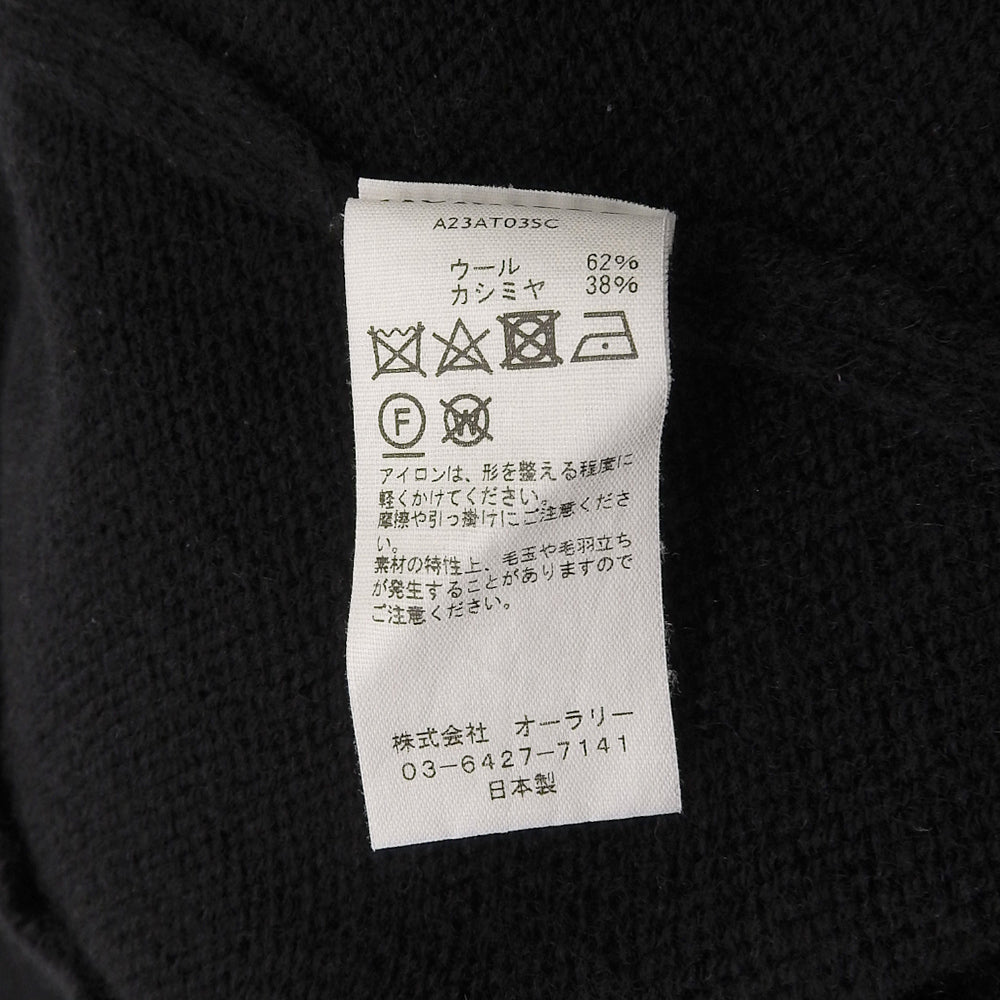 A23AT03SC
ウール 62%
カシミヤ 38%
F W
アイロンは、形を整える程度に
軽くかけてください。
摩擦や引っ掛けにご注意くださ
い。
素材の特性上、毛玉や毛羽立ち
が発生することがありますので
ご注意ください。
株式会社 オーラリー
03-6427-7141
日本製